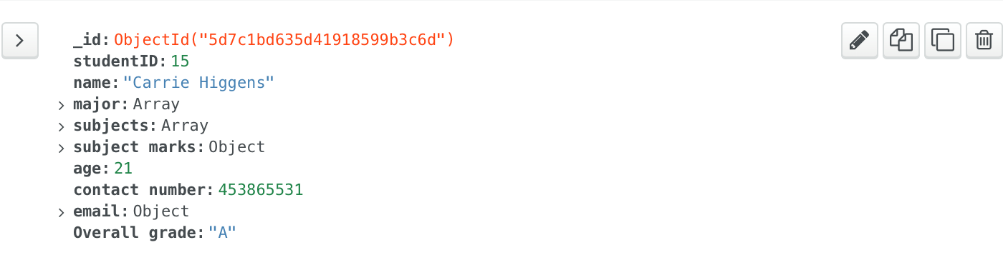 _id: ObjectId("5d7c1bd635d41918599b3c6d")
studentID: 15
name: "Carrie Higgens"
major: Array
subjects: Array
subject marks: Object
age: 21
contact number: 453865531
email: Object
Overall grade: "A"